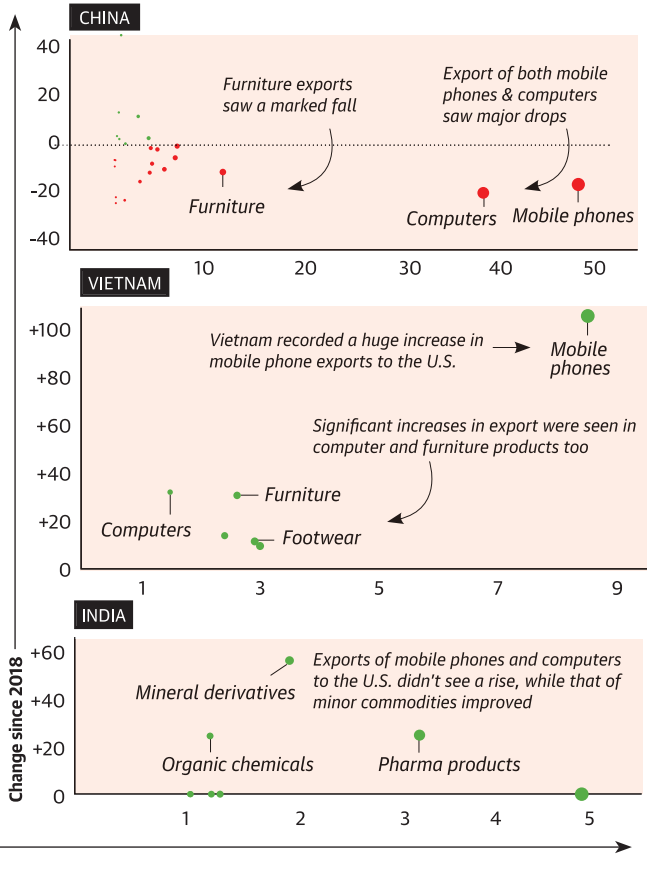 CHINA
40
20
0
-20
-40
Furniture exports
saw a marked fall
Export of both mobile
phones & computers
saw major drops
Furniture
Computers
Mobile phones
10
20
30
40
50
VIETNAM
+100
+80
+60
+40
+20
0
Vietnam recorded a huge increase in
mobile phone exports to the U.S.
Mobile
phones
Significant increases in export were seen in
computer and furniture products too
Furniture
Computers
Footwear
1
3
5
7
9
INDIA
+60
+40
+20
0
Exports of mobile phones and computers
to the U.S. didn't see a rise, while that of
minor commodities improved
Mineral derivatives
Organic chemicals
Pharma products
1
2
3
4
5
Change since 2018